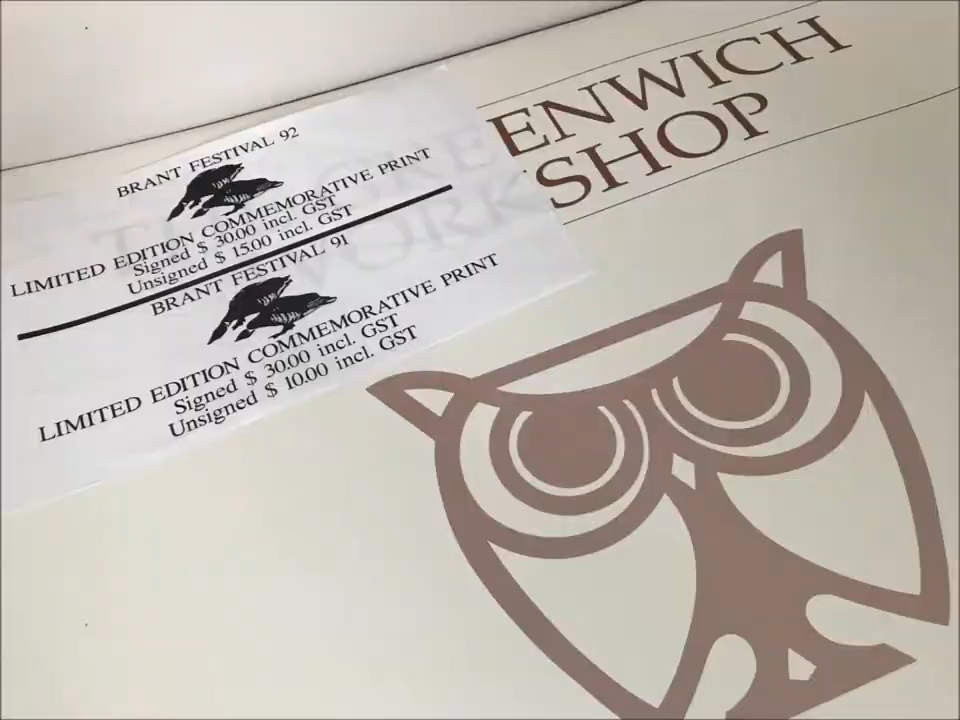 BRANT FESTIVAL 92
LIMITED EDITION COMMEMORATIVE PRINT
Signed $ 30.00 incl. GST
Unsigned $ 15.00 incl. GST
BRANT FESTIVAL 91
LIMITED EDITION COMMEMORATIVE PRINT
Signed $ 30.00 incl. GST
Unsigned $ 10.00 incl. GST
ENWICH
SHOP